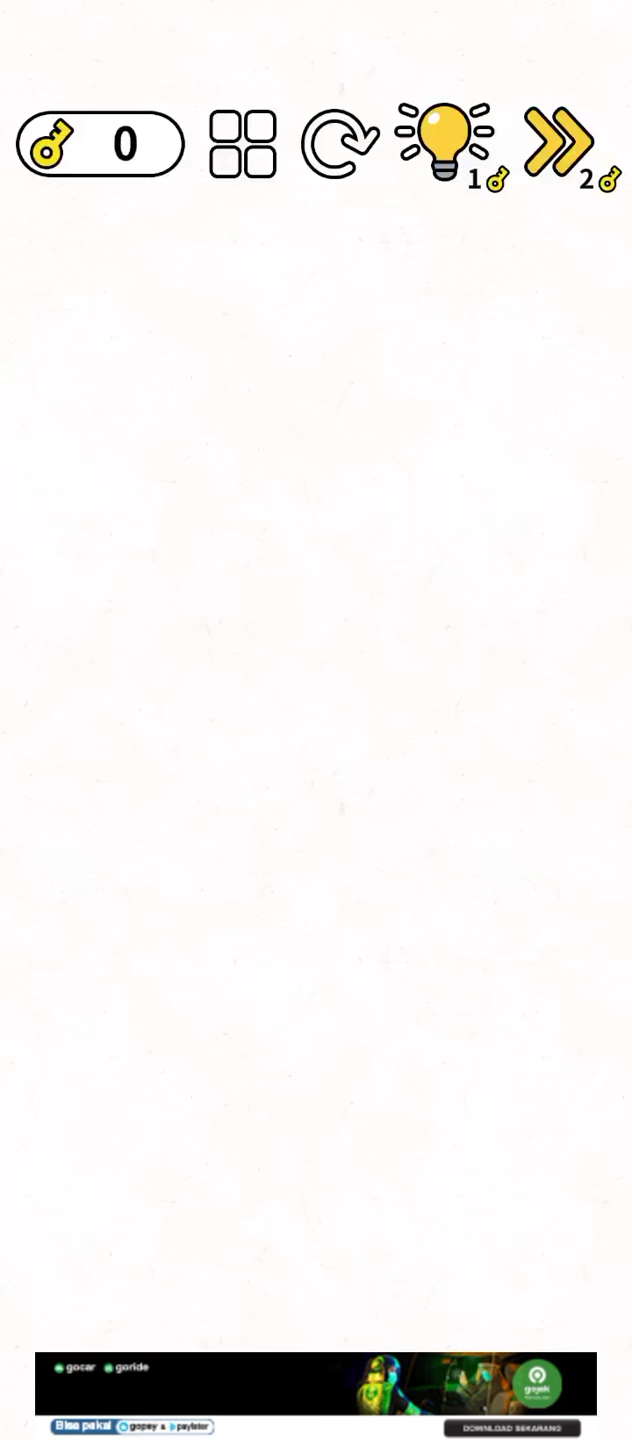 0
1
2
gocar goride
gojek
Bisa pakai gopay & paylater
DOWNLOAD SEKARANG